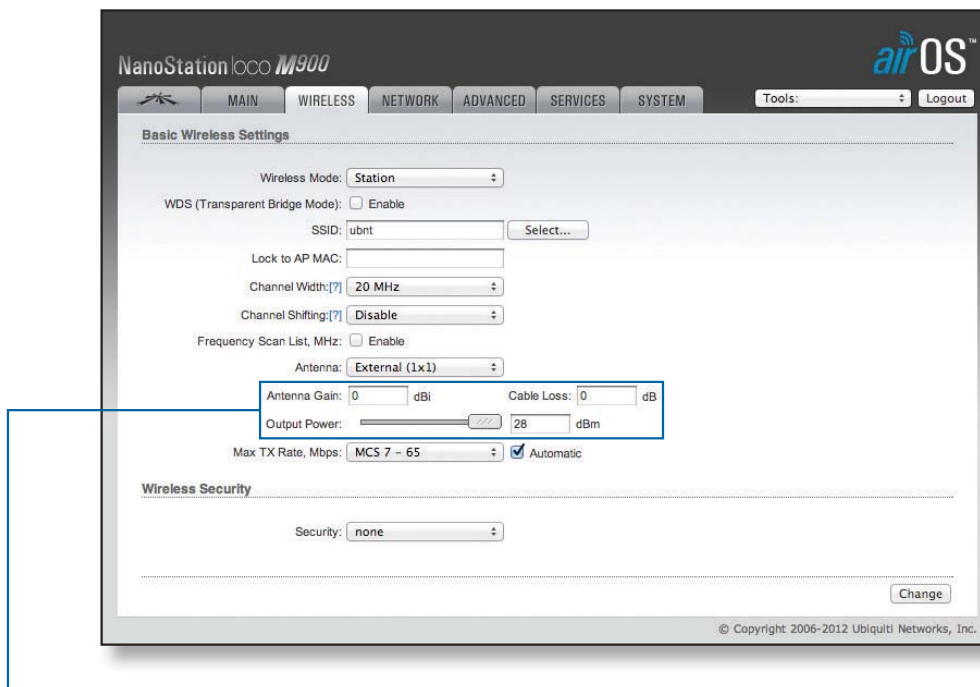 NanoStation loco M900
airOS™
MAIN WIRELESS NETWORK ADVANCED SERVICES SYSTEM Tools: Logout
Basic Wireless Settings
Wireless Mode: Station
WDS (Transparent Bridge Mode): Enable
SSID: ubnt Select...
Lock to AP MAC:
Channel Width:[?] 20 MHz
Channel Shifting:[?] Disable
Frequency Scan List, MHz: Enable
Antenna: External (1x1)
Antenna Gain: 0 dBi Cable Loss: 0 dB
Output Power: 28 dBm
Max TX Rate, Mbps: MCS 7 - 65 Automatic
Wireless Security
Security: none
Change
© Copyright 2006-2012 Ubiquiti Networks, Inc.